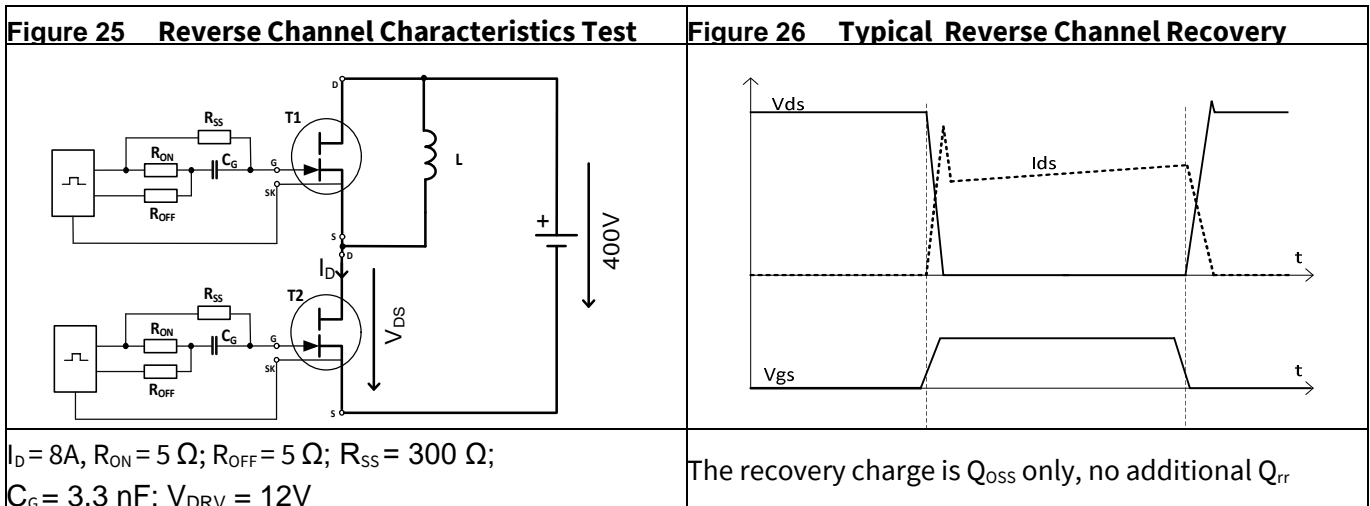 Figure 25 Reverse Channel Characteristics Test
Figure 26 Typical Reverse Channel Recovery
D
RSS
T1
RON
CG
G
L
SK
ROFF
S
D
ID
+
400V
RSS
T2
VDS
RON
CG
G
SK
ROFF
S
Vds
Ids
t
Vgs
t
ID = 8A, RON = 5 Ω; ROFF = 5 Ω; RSS = 300 Ω;
CG = 3.3 nF; VDRV = 12V
The recovery charge is QOSS only, no additional Qrr